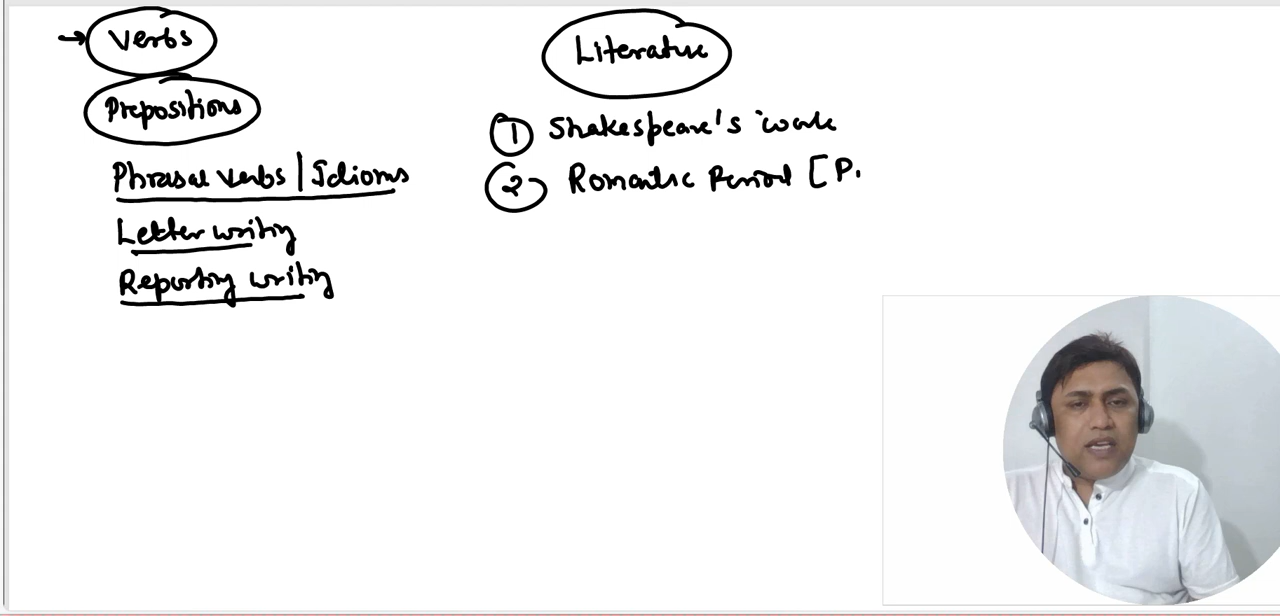 → Verbs
Prepositions
Phrasal verbs | Idioms
Letter writing
Reporting writing
Literature
① Shakespeare's work
② Romantic Period [P.